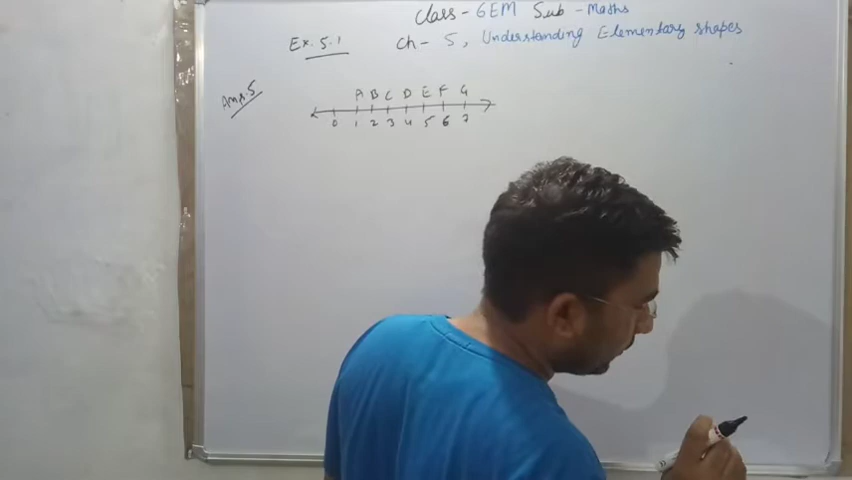 Class - 6EM Sub - Maths
Ex. 5.1 Ch - 5, Understanding Elementary shapes
Ans. 5
A B C D E F G
0 1 2 3 4 5 6 7